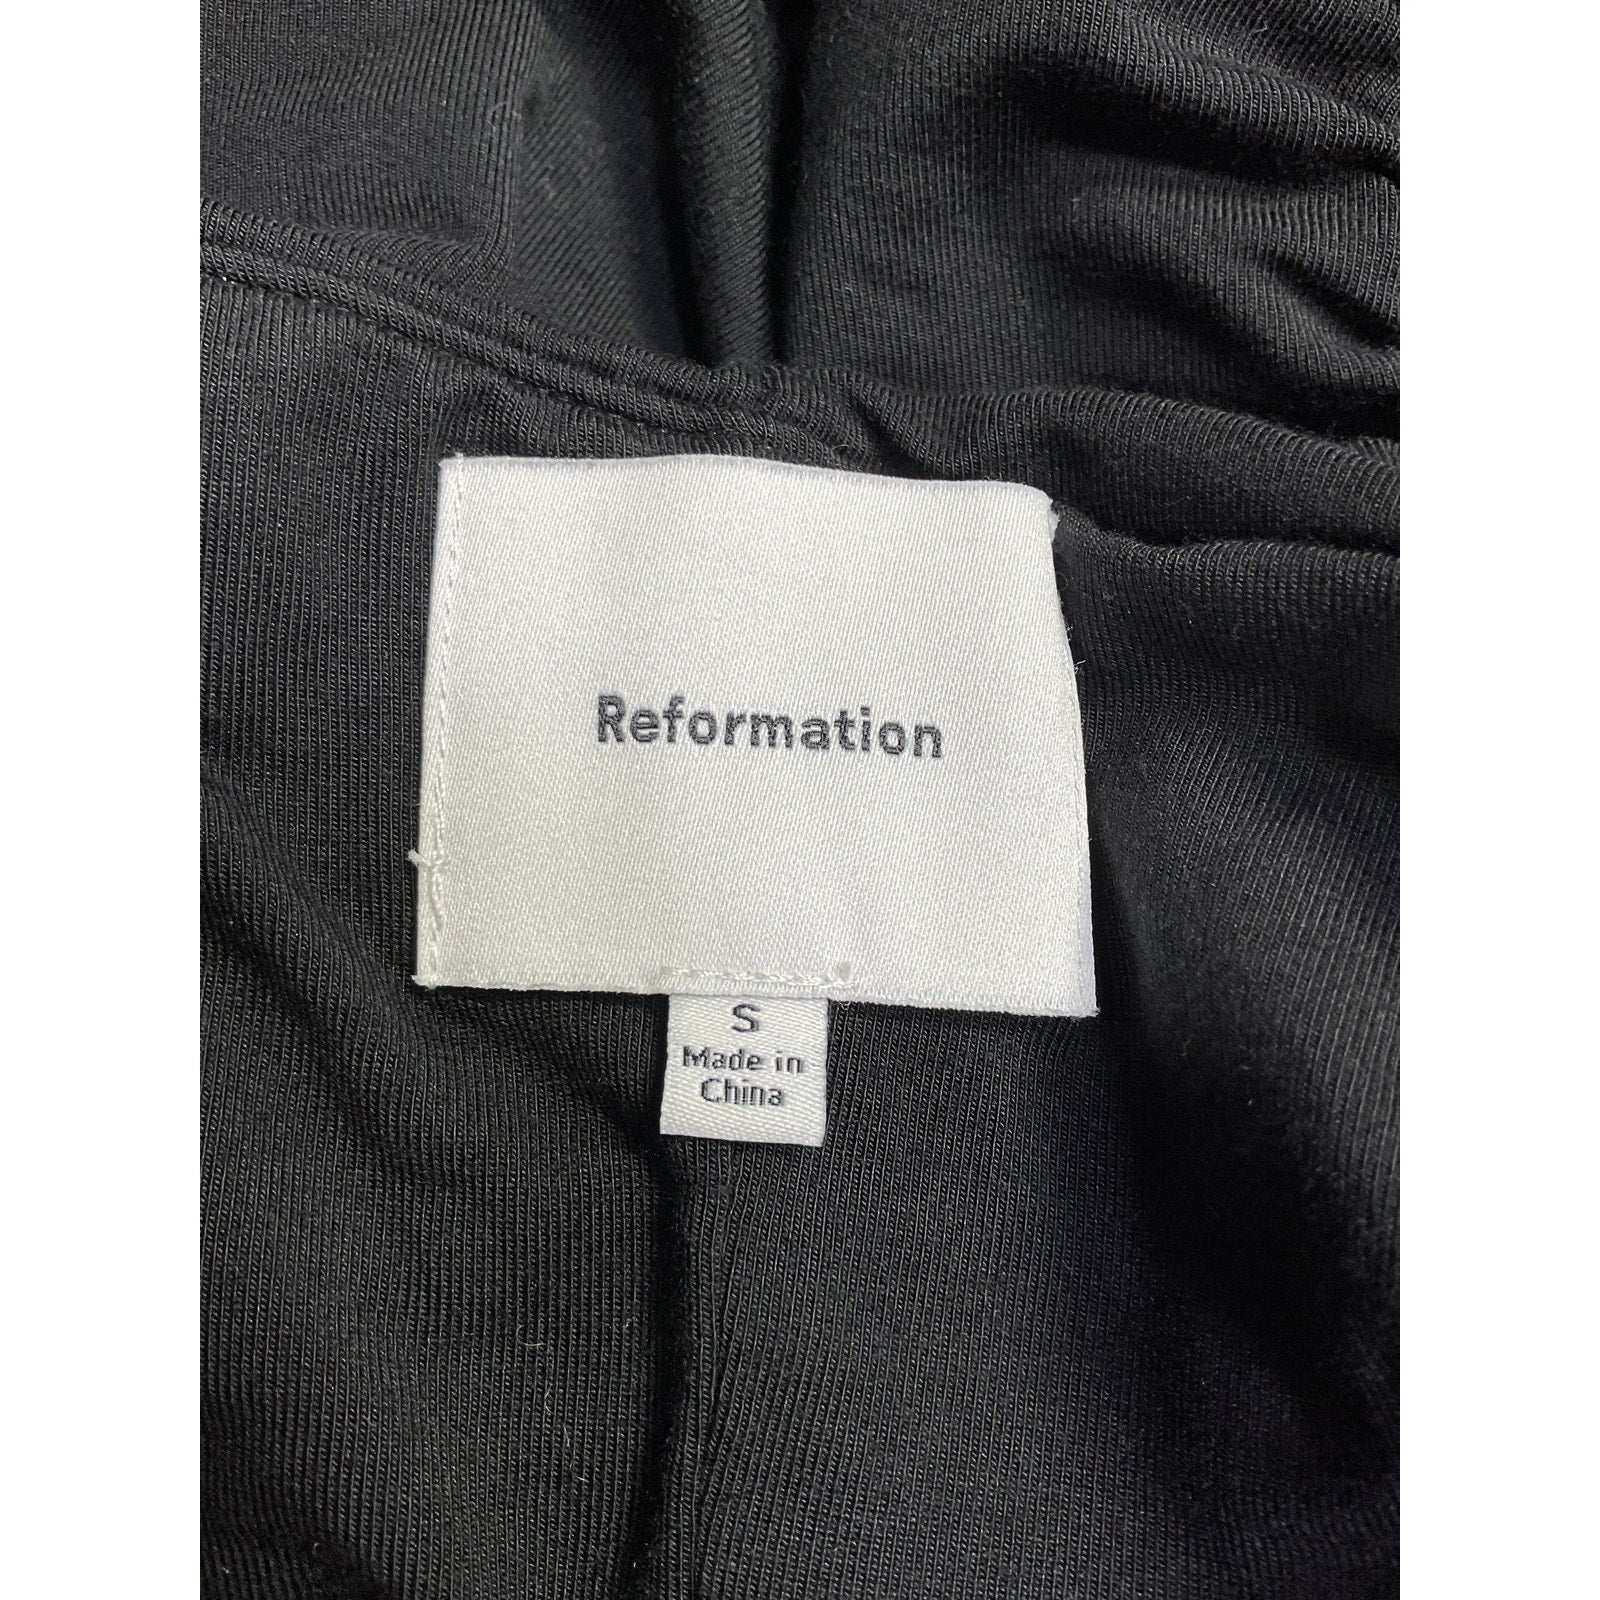 Reformation
S
Made in
China